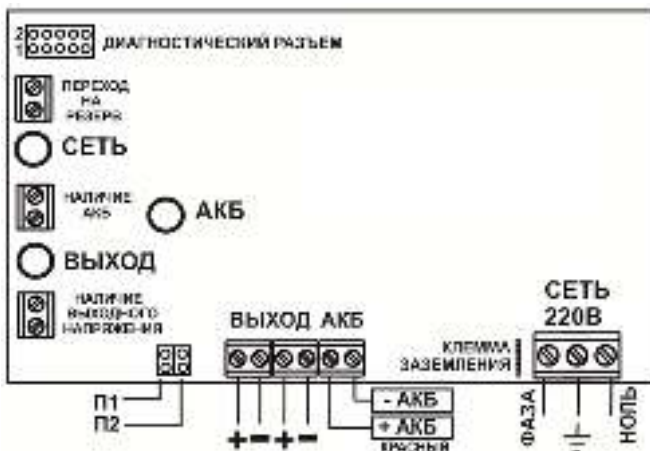 2
1
ДИАГНОСТИЧЕСКИЙ РАЗЪЕМ
ПЕРЕХОД
НА
РЕЗЕРВ
СЕТЬ
НАЛИЧИЕ
АКБ
АКБ
ВЫХОД
НАЛИЧИЕ
ВЫХОДНОГО
НАПРЯЖЕНИЯ
ВЫХОД АКБ
КЛЕММА
ЗАЗЕМЛЕНИЯ
СЕТЬ
220В
П1
П2
+ − + −
- АКБ
+ АКБ
КРАСНЫЙ
ФАЗА
НОЛЬ